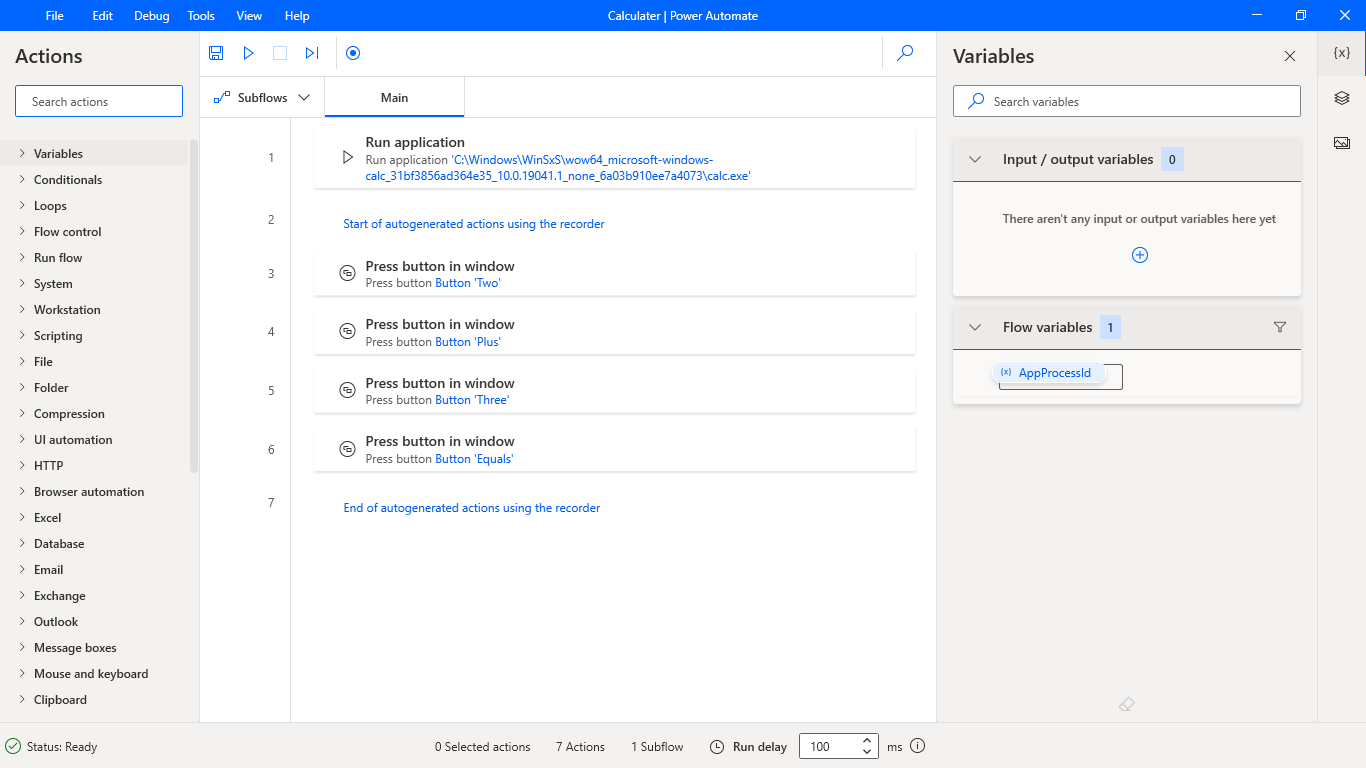 File Edit Debug Tools View Help
Calculater | Power Automate
Actions
Search actions
Variables
Conditionals
Loops
Flow control
Run flow
System
Workstation
Scripting
File
Folder
Compression
UI automation
HTTP
Browser automation
Excel
Database
Email
Exchange
Outlook
Message boxes
Mouse and keyboard
Clipboard
Subflows
Main
1
Run application
Run application 'C:\Windows\WinSxS\wow64_microsoft-windows-
calc_31bf3856ad364e35_10.0.19041.1_none_6a03b910ee7a4073\calc.exe'
2
Start of autogenerated actions using the recorder
3
Press button in window
Press button Button 'Two'
4
Press button in window
Press button Button 'Plus'
5
Press button in window
Press button Button 'Three'
6
Press button in window
Press button Button 'Equals'
7
End of autogenerated actions using the recorder
Variables
{x}
Search variables
Input / output variables 0
There aren't any input or output variables here yet
Flow variables 1
(x) AppProcessId
Status: Ready
0 Selected actions
7 Actions
1 Subflow
Run delay
100
ms